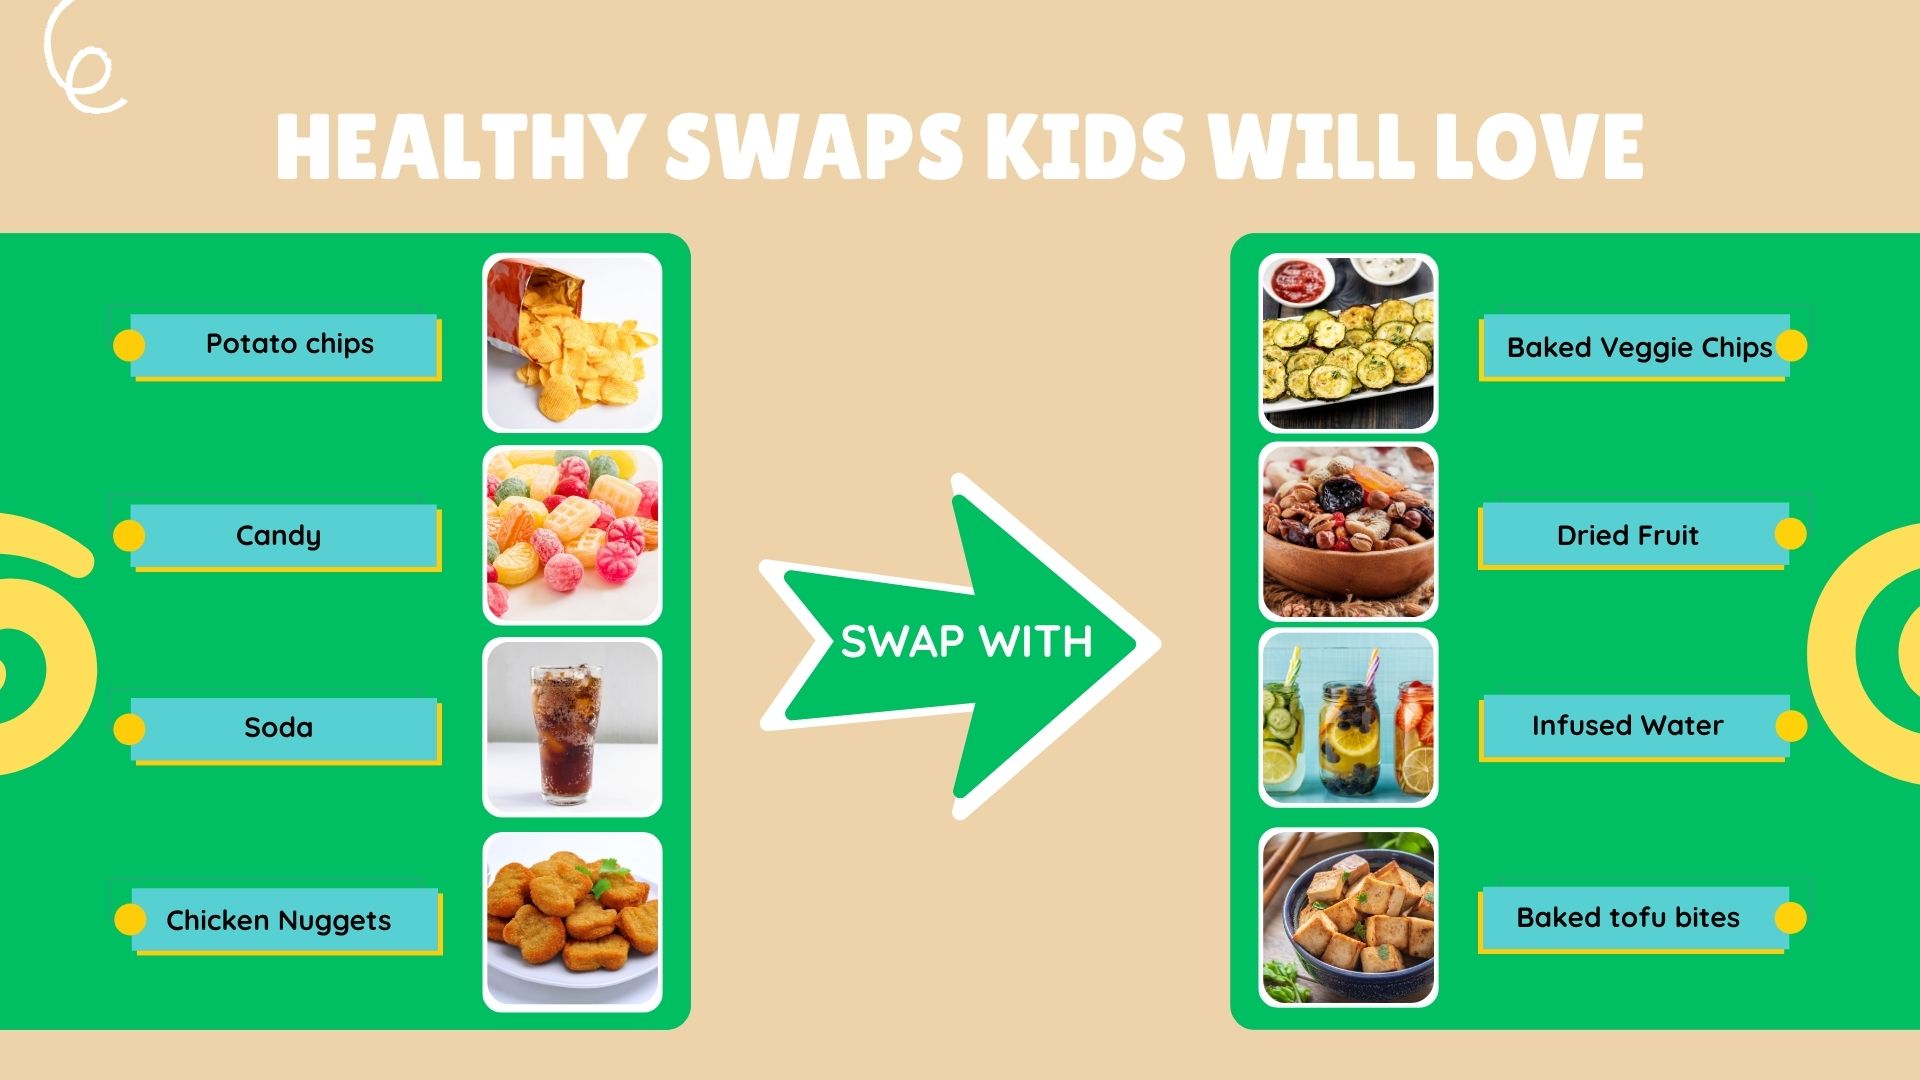 HEALTHY SWAPS KIDS WILL LOVE
Potato chips
Candy
Soda
Chicken Nuggets
SWAP WITH
Baked Veggie Chips
Dried Fruit
Infused Water
Baked tofu bites